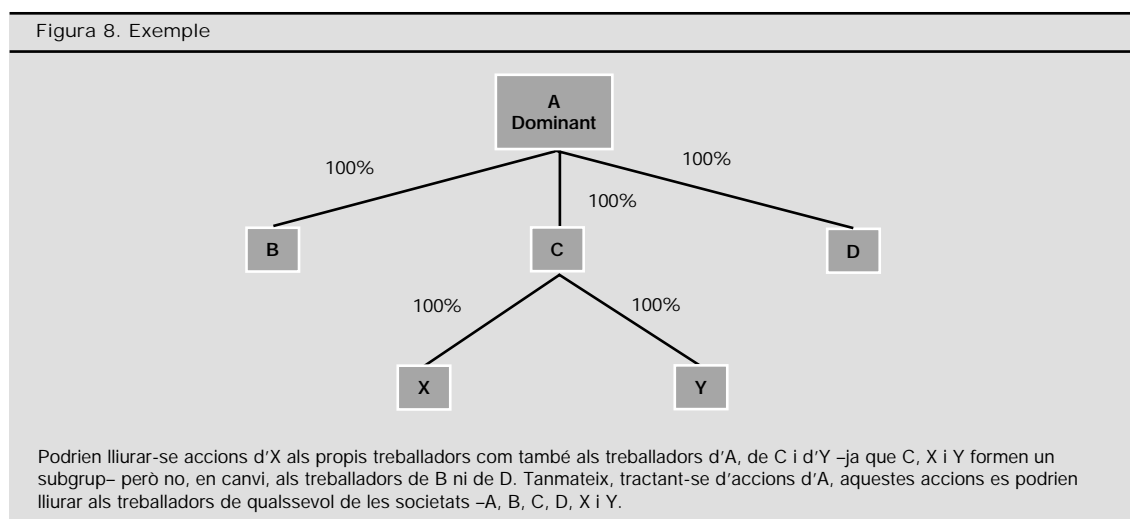 Figura 8. Exemple
A
Dominant
100%
100%
100%
B
C
D
100%
100%
X
Y
Podrien lliurar-se accions d'X als propis treballadors com també als treballadors d'A, de C i d'Y –ja que C, X i Y formen un
subgrup– però no, en canvi, als treballadors de B ni de D. Tanmateix, tractant-se d'accions d'A, aquestes accions es podrien
lliurar als treballadors de qualssevol de les societats –A, B, C, D, X i Y.